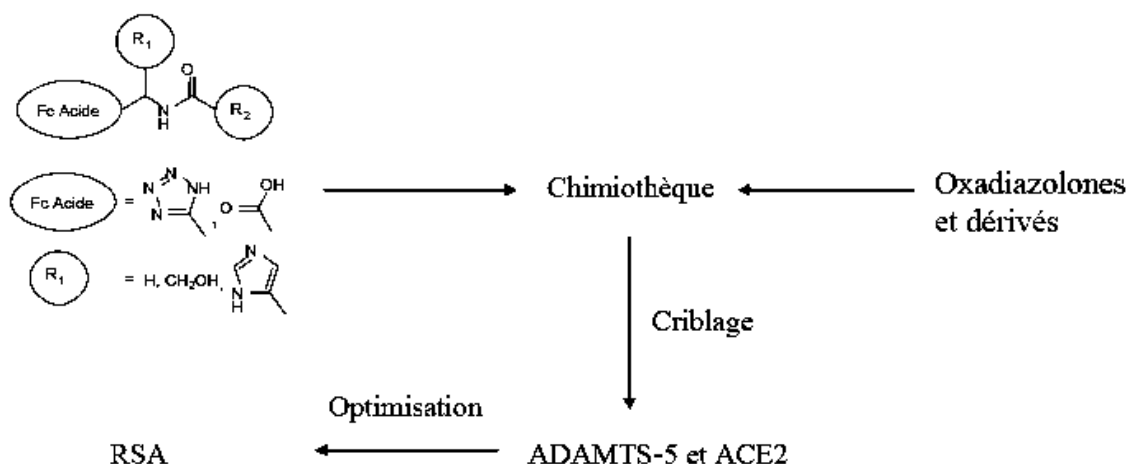 R1
O
Fc Acide
N
H
R2
N N NH
N
Fc Acide = , O OH
N
R1 = H, CH2OH,
N
H
Chimiothèque
Oxadiazolones
et dérivés
Criblage
Optimisation
RSA
ADAMTS-5 et ACE2